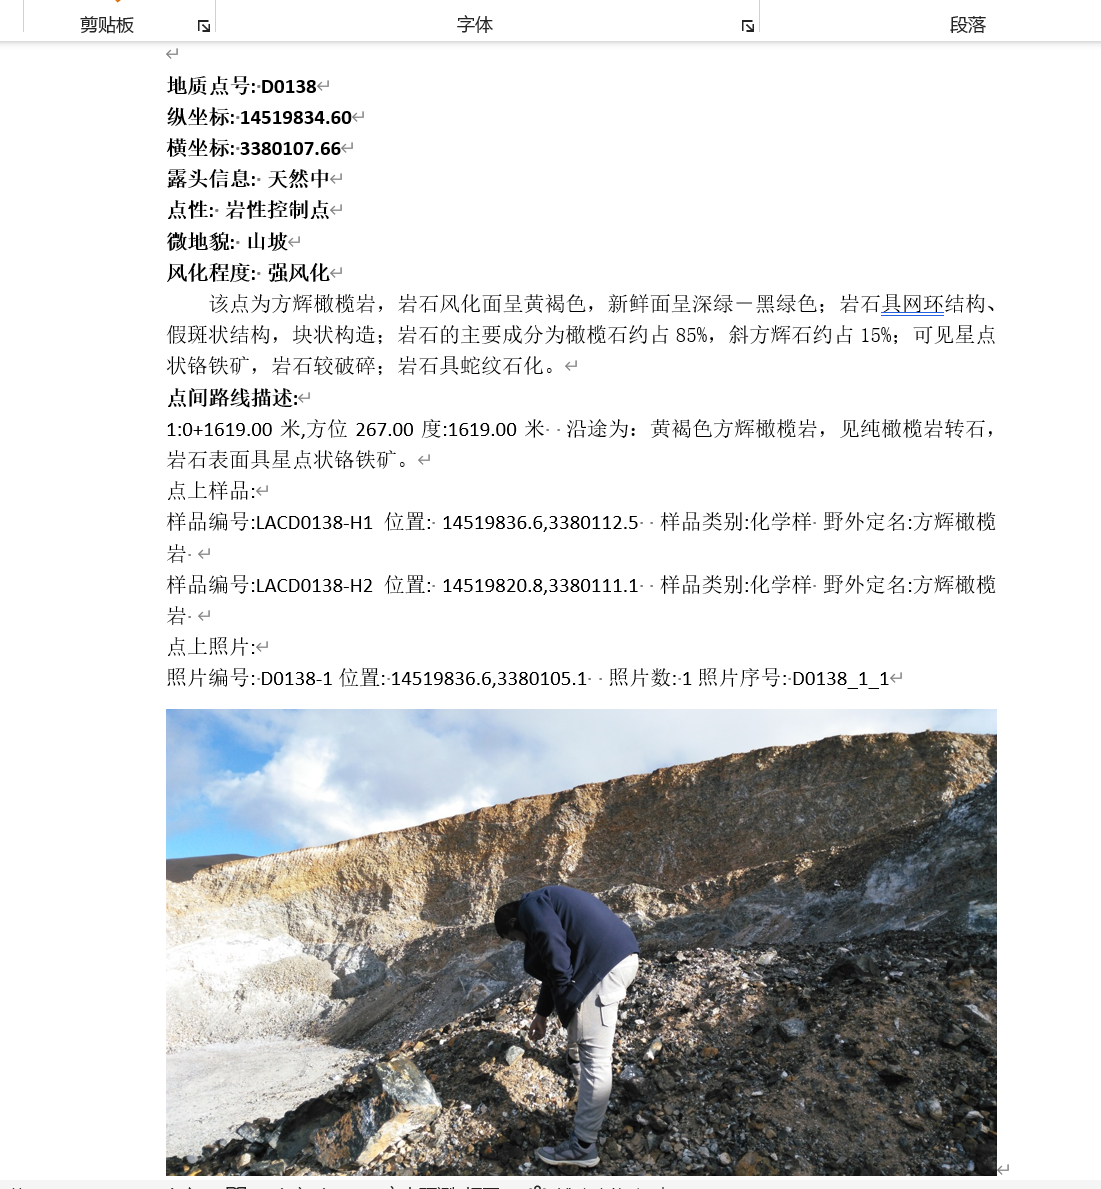 剪贴板 字体 段落
地质点号: D0138
纵坐标: 14519834.60
横坐标: 3380107.66
露头信息: 天然中
点性: 岩性控制点
微地貌: 山坡
风化程度: 强风化
该点为方辉橄榄岩，岩石风化面呈黄褐色，新鲜面呈深绿－黑绿色；岩石具网环结构、
假斑状结构，块状构造；岩石的主要成分为橄榄石约占 85%，斜方辉石约占 15%；可见星点
状铬铁矿，岩石较破碎；岩石具蛇纹石化。
点间路线描述:
1:0+1619.00 米,方位 267.00 度:1619.00 米  沿途为：黄褐色方辉橄榄岩，见纯橄榄岩转石，
岩石表面具星点状铬铁矿。
点上样品:
样品编号:LACD0138-H1 位置: 14519836.6,3380112.5  样品类别:化学样 野外定名:方辉橄榄
岩
样品编号:LACD0138-H2 位置: 14519820.8,3380111.1  样品类别:化学样 野外定名:方辉橄榄
岩
点上照片:
照片编号: D0138-1 位置: 14519836.6,3380105.1  照片数: 1 照片序号: D0138_1_1